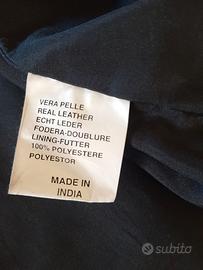 VERA PELLE
REAL LEATHER
ECHT LEDER
FODERA-DOUBLURE
LINING-FUTTER
100% POLYESTERE
POLYESTOR
MADE IN
INDIA
subito